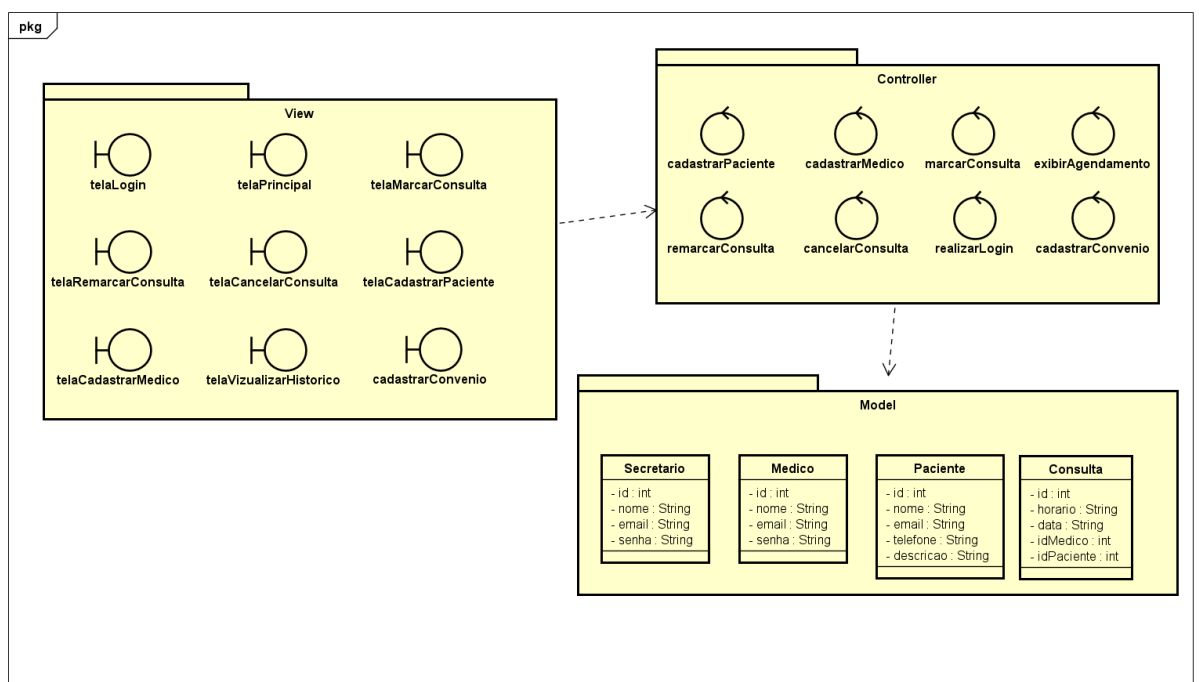 pkg
View
telaLogin
telaPrincipal
telaMarcarConsulta
telaRemarcarConsulta
telaCancelarConsulta
telaCadastrarPaciente
telaCadastrarMedico
telaVizualizarHistorico
cadastrarConvenio
Controller
cadastrarPaciente
cadastrarMedico
marcarConsulta
exibirAgendamento
remarcarConsulta
cancelarConsulta
realizarLogin
cadastrarConvenio
Model
Secretario
- id : int
- nome : String
- email : String
- senha : String
Medico
- id : int
- nome : String
- email : String
- senha : String
Paciente
- id : int
- nome : String
- email : String
- telefone : String
- descricao : String
Consulta
- id : int
- horario : String
- data : String
- idMedico : int
- idPaciente : int